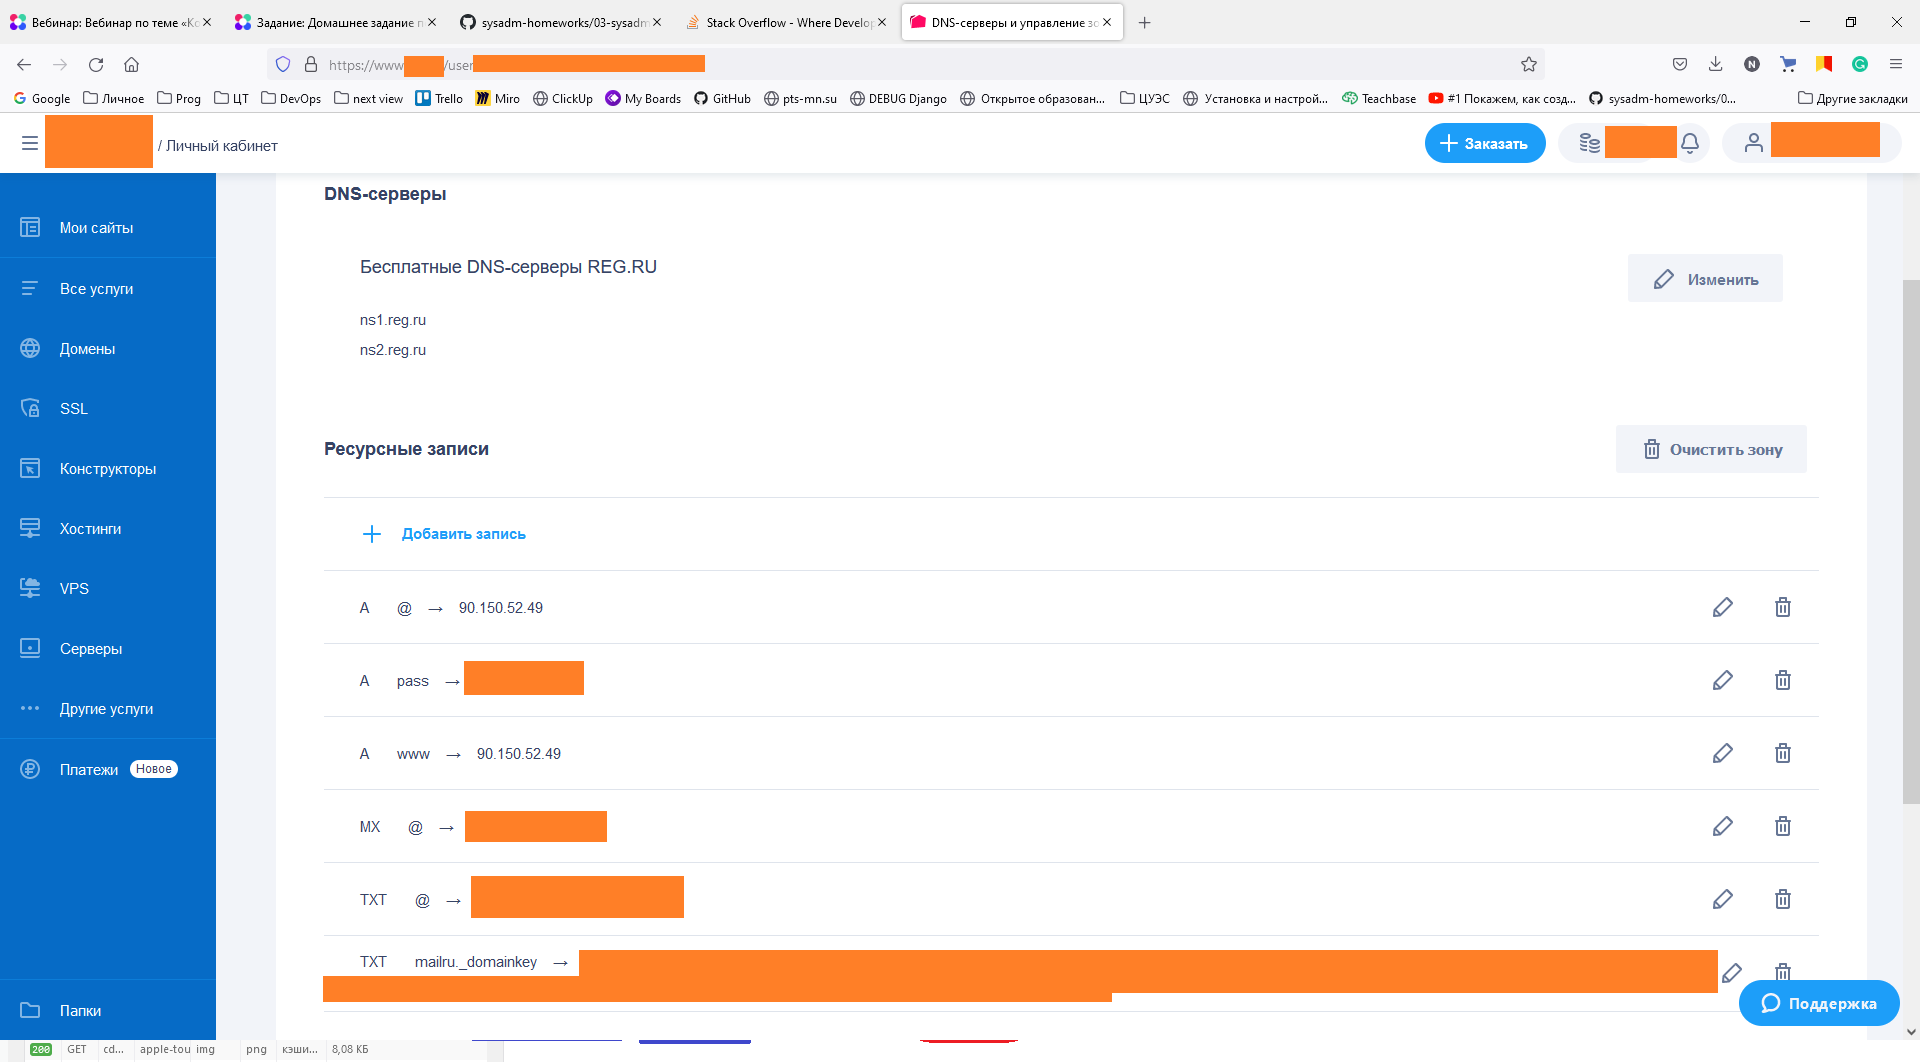 Вебинар: Вебинар по теме «Ко
Задание: Домашнее задание п
sysadm-homeworks/03-sysadm
Stack Overflow - Where Develop
DNS-серверы и управление зо
https://www
/user
Google
Личное
Prog
ЦТ
DevOps
next view
Trello
Miro
ClickUp
My Boards
GitHub
pts-mn.su
DEBUG Django
Открытое образован...
ЦУЭС
Установка и настрой...
Teachbase
#1 Покажем, как созд...
sysadm-homeworks/0...
Другие закладки
/ Личный кабинет
Заказать
Мои сайты
Все услуги
Домены
SSL
Конструкторы
Хостинги
VPS
Серверы
Другие услуги
Платежи Новое
Папки
DNS-серверы
Бесплатные DNS-серверы REG.RU
Изменить
ns1.reg.ru
ns2.reg.ru
Ресурсные записи
Очистить зону
Добавить запись
A @ → 90.150.52.49
A pass →
A www → 90.150.52.49
MX @ →
TXT @ →
TXT mailru._domainkey →
Поддержка
200 GET cd... apple-tou img png кэши... 8,08 КБ